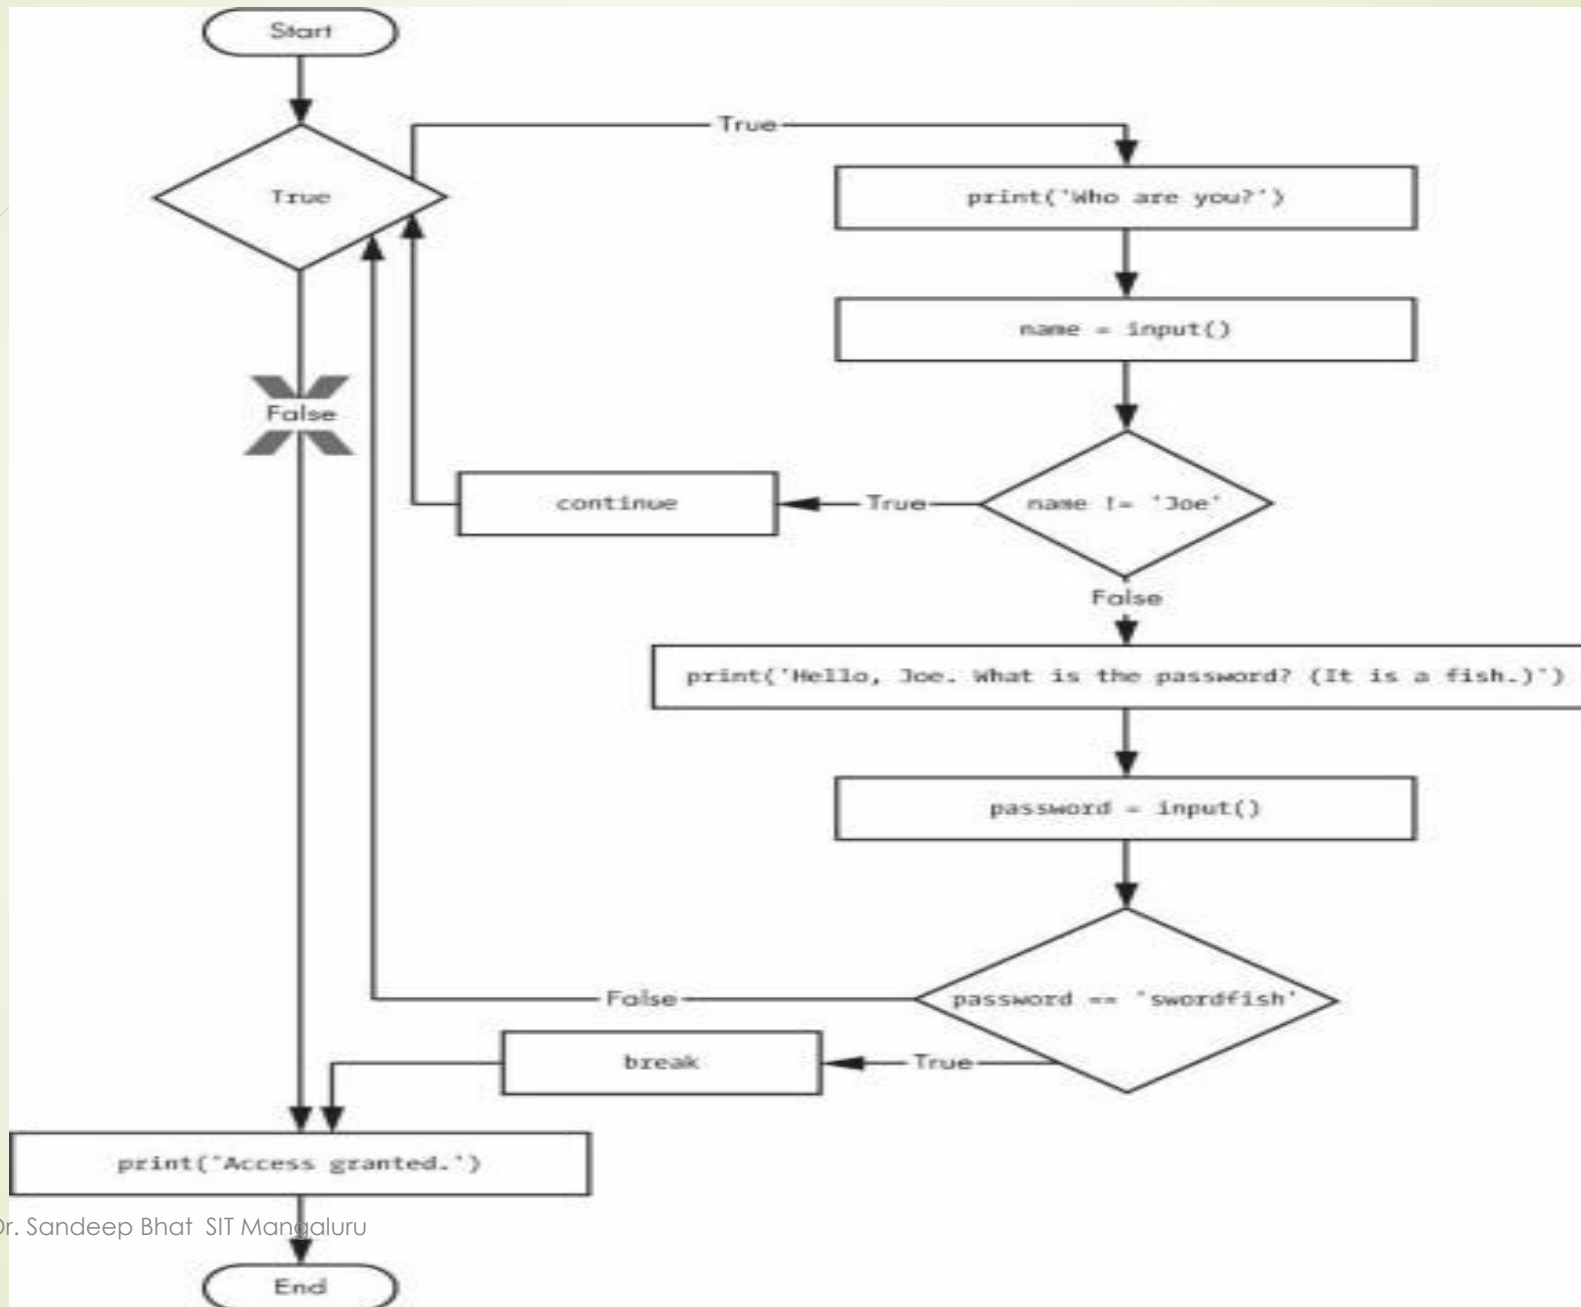 Start
True
True
print('Who are you?')
name = input()
False
continue
True
name != 'Joe'
False
print('Hello, Joe. What is the password? (It is a fish.)')
password = input()
False
password == 'swordfish'
break
True
print('Access granted.')
Dr. Sandeep Bhat SIT Mangaluru
End